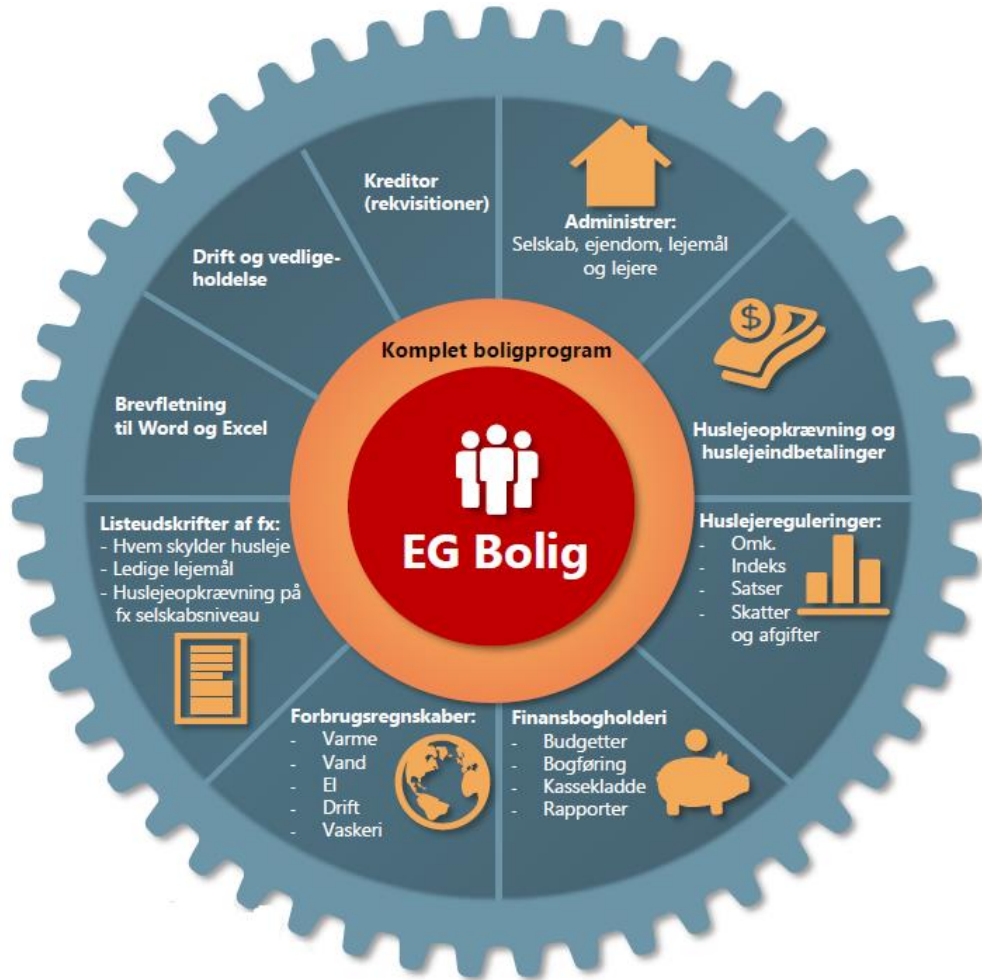 Kreditor
(rekvisitioner)
Administrer:
Selskab, ejendom, lejemål
og lejere
Drift og vedlige-
holdelse
$
Komplet boligprogram
Brevfletning
til Word og Excel
Huslejeopkrævning og
huslejeindbetalinger
EG Bolig
Listeudskrifter af fx:
- Hvem skylder husleje
- Ledige lejemål
- Huslejeopkrævning på
fx selskabsniveau
Huslejereguleringer:
- Omk.
- Indeks
- Satser
- Skatter
og afgifter
Forbrugsregnskaber:
- Varme
- Vand
- El
- Drift
- Vaskeri
Finansbogholderi
- Budgetter
- Bogføring
- Kassekladde
- Rapporter